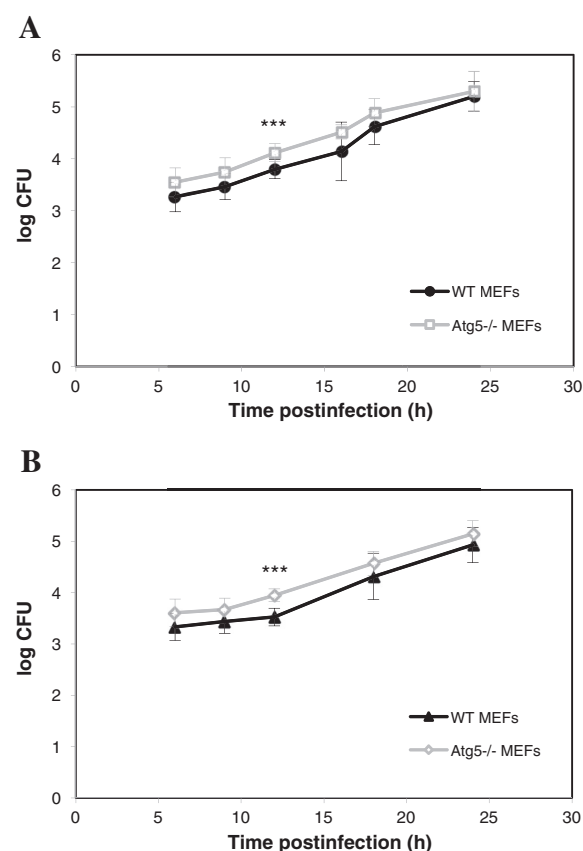 A
6
5
4
3
2
1
0
log CFU
***
WT MEFs
Atg5-/- MEFs
0 5 10 15 20 25 30
Time postinfection (h)
B
6
5
4
3
2
1
0
log CFU
***
WT MEFs
Atg5-/- MEFs
0 5 10 15 20 25 30
Time postinfection (h)